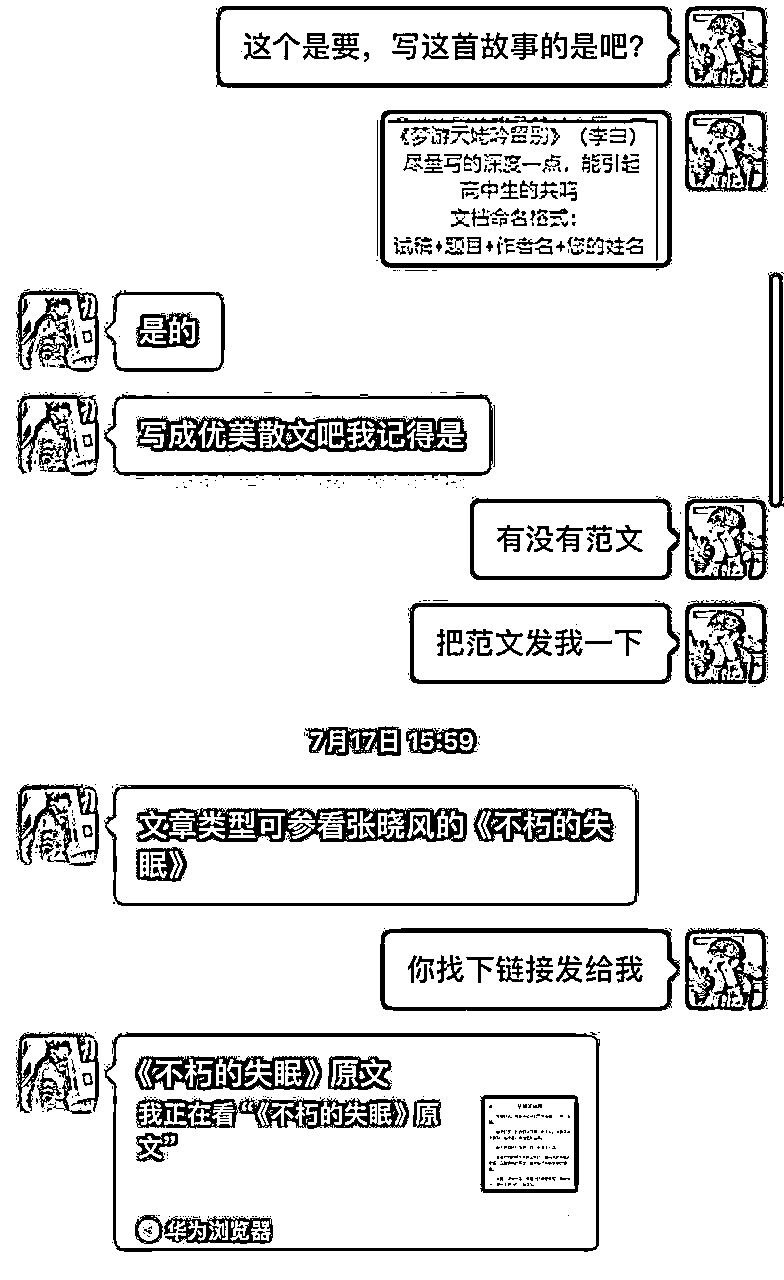 这个是要，写这首故事的是吧？
《梦游天姥吟留别》（李白）
尽量写的深度一点，能引起
高中生的共鸣
文档命名格式：
试稿+题目+作者名+您的姓名
是的
写成优美散文吧我记得是
有没有范文
把范文发我一下
7月17日 15:59
文章类型可参看张晓风的《不朽的失
眠》
你找下链接发给我
《不朽的失眠》原文
我正在看“《不朽的失眠》原
文”
华为浏览器